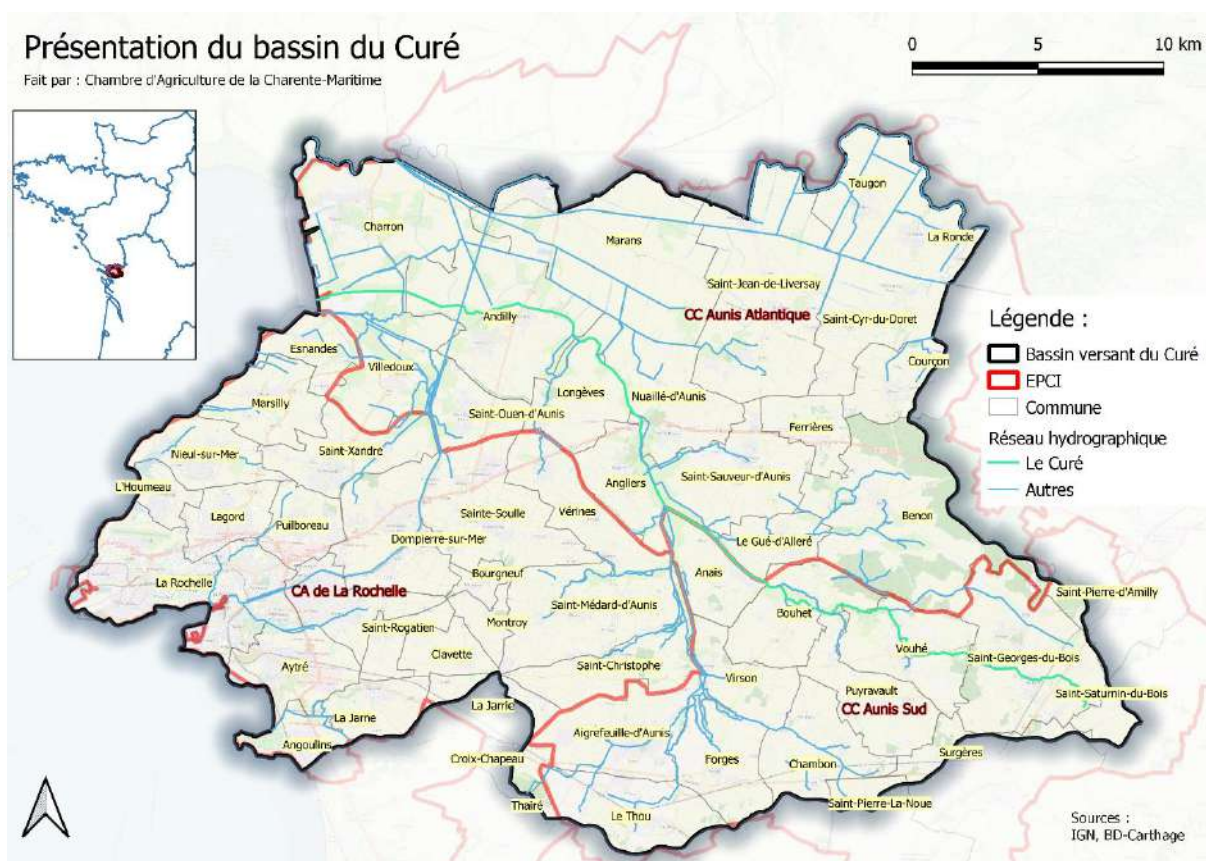 Présentation du bassin du Curé
Fait par : Chambre d'Agriculture de la Charente-Maritime
0 5 10 km
Taugon
Charron
Marans
La Ronde
Saint-Jean-de-Liversay
Andilly
CC Aunis Atlantique
Saint-Cyr-du-Doret
Esnandes
Courçon
Villedoux
Longèves
Nuaillé-d'Aunis
Marsilly
Saint-Ouen-d'Aunis
Ferrières
Nieul-sur-Mer
Saint-Xandre
Saint-Sauveur-d'Aunis
L'Houmeau
Angliers
Lagord
Puilboreau
Sainte-Soulle
Vérines
Benon
Dompierre-sur-Mer
Le Gué-d'Alleré
La Rochelle
Bourgneuf
Anais
CA de La Rochelle
Saint-Médard-d'Aunis
Bouhet
Saint-Pierre-d'Amilly
Saint-Rogatien
Montroy
Vouhé
Clavette
Saint-Georges-du-Bois
Aytré
Saint-Christophe
Virson
Puyravault
Saint-Saturnin-du-Bois
La Jarrie
CC Aunis Sud
La Jarne
Aigrefeuille-d'Aunis
Angoulins
Croix-Chapeau
Forges
Chambon
Surgères
Thairé
Le Thou
Saint-Pierre-La-Noue
Légende :
Bassin versant du Curé
EPCI
Commune
Réseau hydrographique
Le Curé
Autres
Sources :
IGN, BD-Carthage